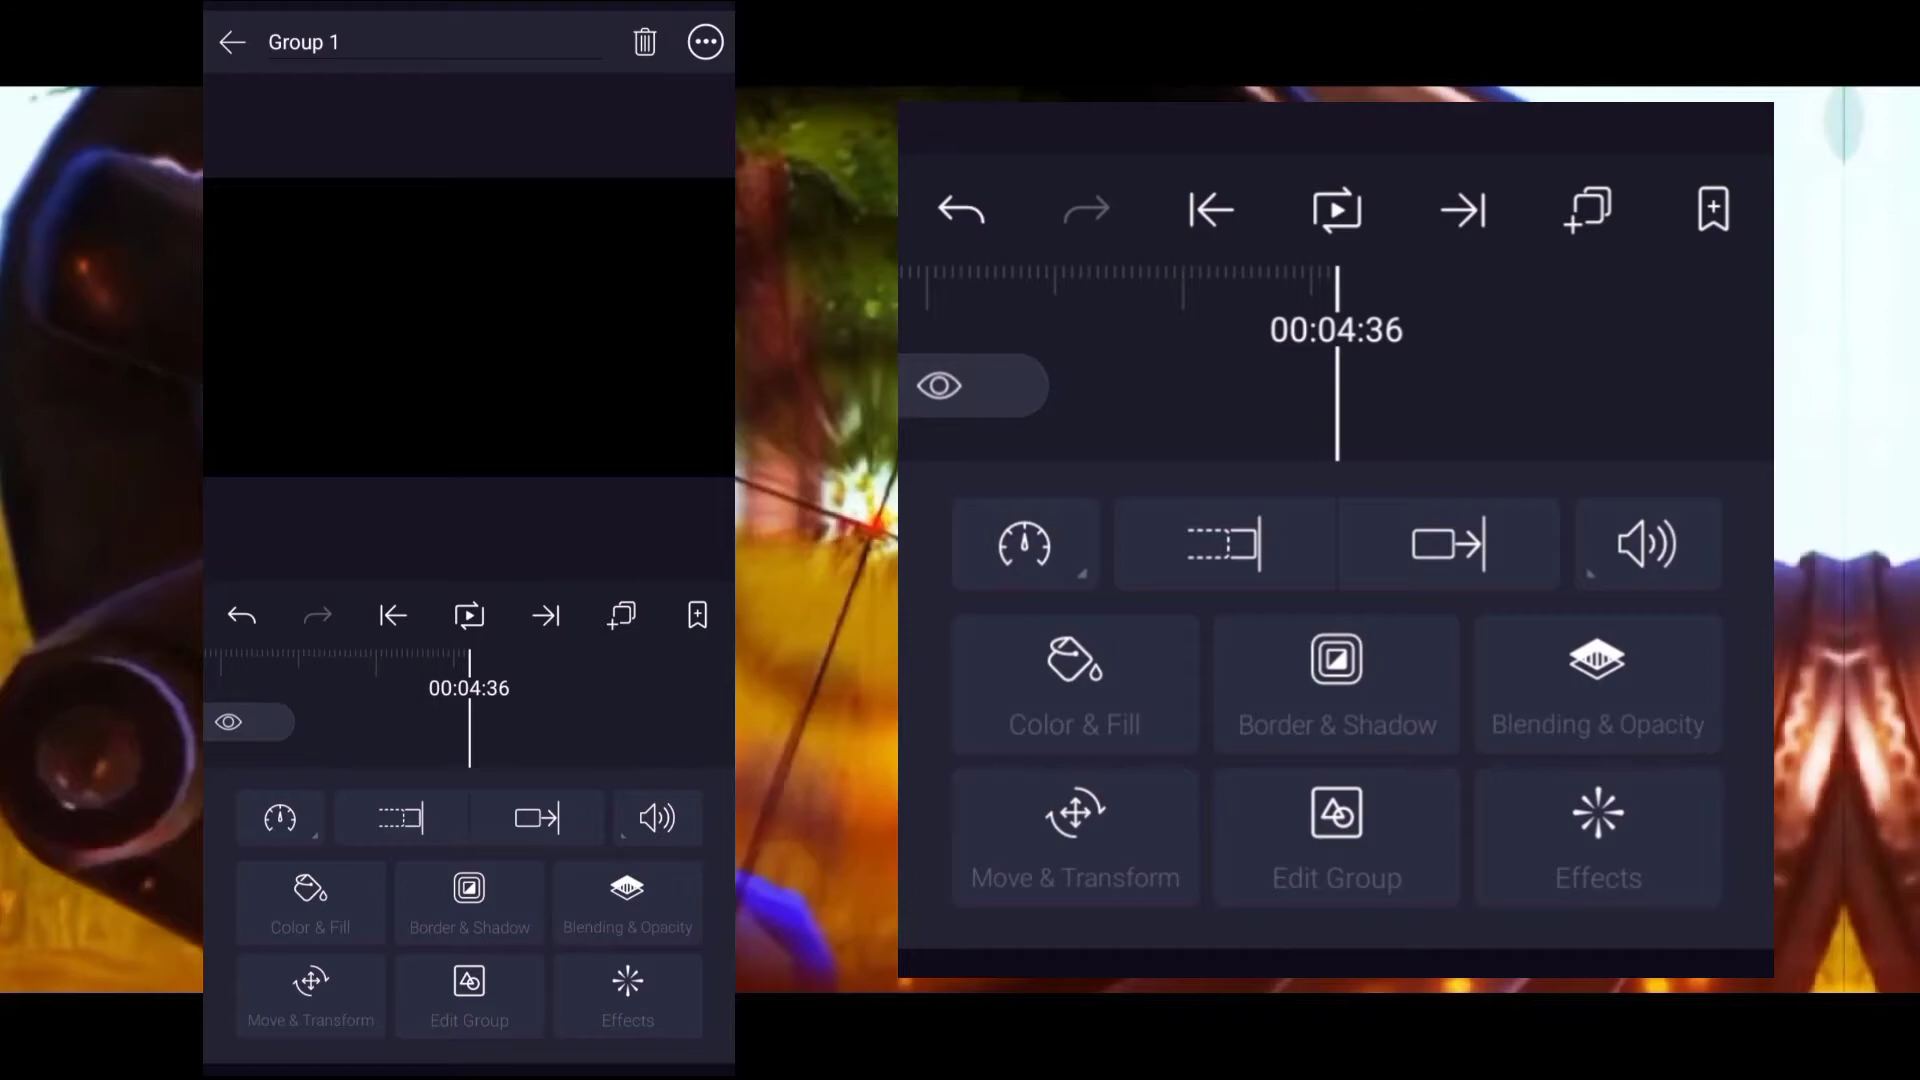 Group 1
00:04:36
Color & Fill
Border & Shadow
Blending & Opacity
Move & Transform
Edit Group
Effects
00:04:36
Color & Fill
Border & Shadow
Blending & Opacity
Move & Transform
Edit Group
Effects